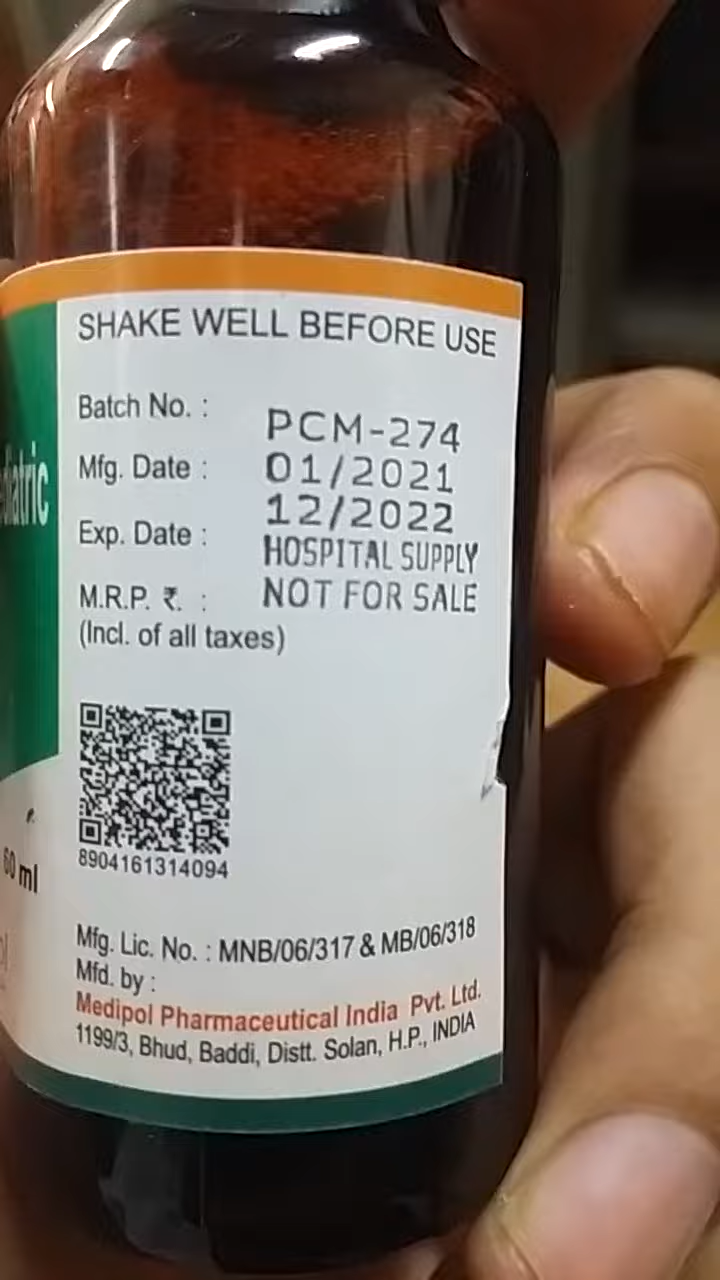 SHAKE WELL BEFORE USE
Batch No. : PCM-274
Mfg. Date : 01/2021
Exp. Date : 12/2022
HOSPITAL SUPPLY
M.R.P. ₹. : NOT FOR SALE
(Incl. of all taxes)
ediatric
8904161314094
60 ml
Mfg. Lic. No. : MNB/06/317 & MB/06/318
Mfd. by :
Medipol Pharmaceutical India Pvt. Ltd.
1199/3, Bhud, Baddi, Distt. Solan, H.P., INDIA